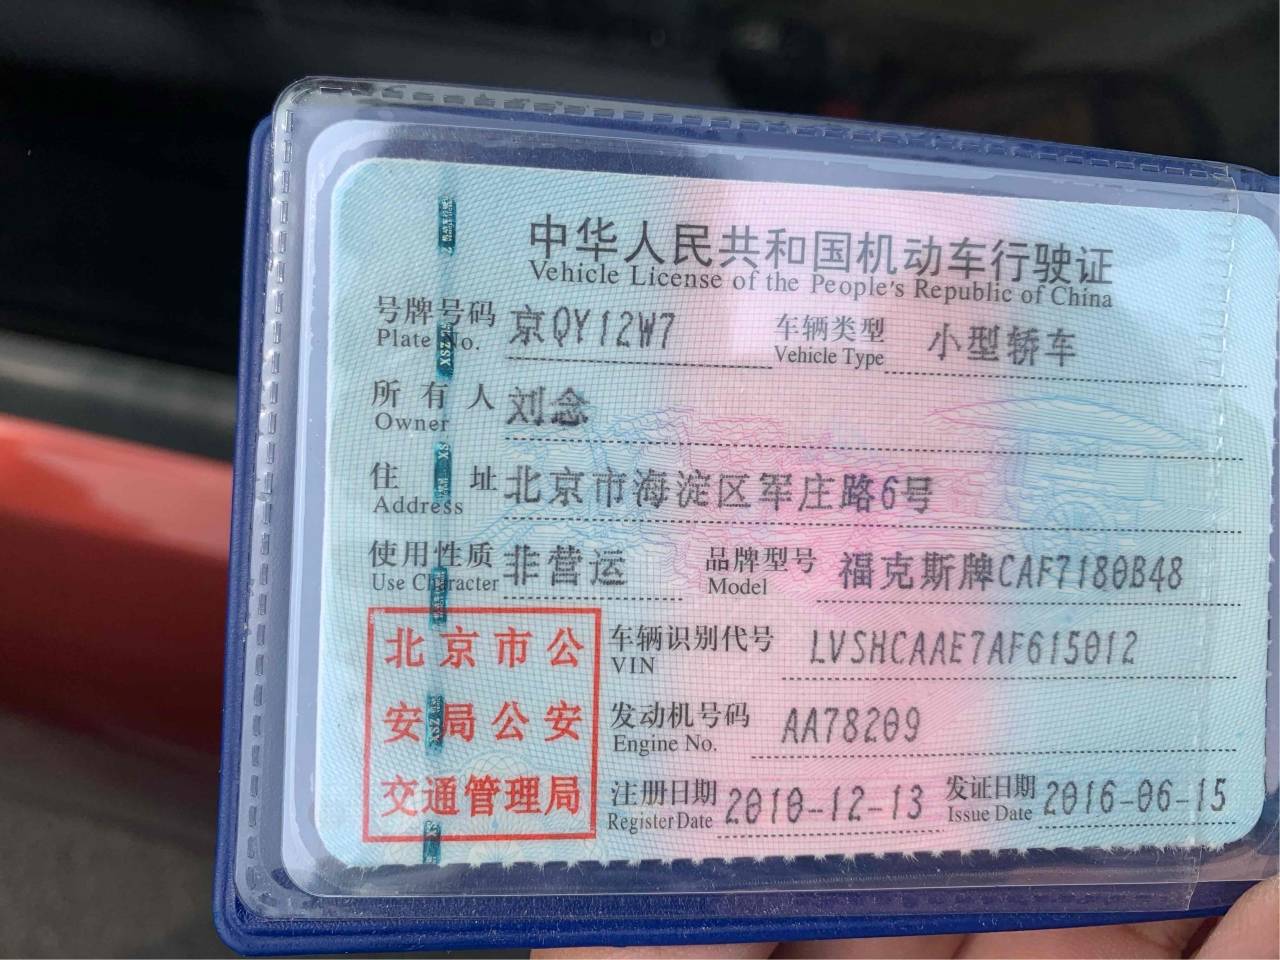 中华人民共和国机动车行驶证
Vehicle License of the People's Republic of China
号牌号码 京QY12W7 车辆类型 小型轿车
Plate No. Vehicle Type
所有人 刘念
Owner
住址 北京市海淀区军庄路6号
Address
使用性质 非营运 品牌型号 福克斯牌CAF7180B48
Use Character Model
北京市公
安局公安
交通管理局
车辆识别代号 LVSHCAAE7AF615012
VIN
发动机号码 AA78209
Engine No.
注册日期 2010-12-13 发证日期 2016-06-15
Register Date Issue Date
XSZ